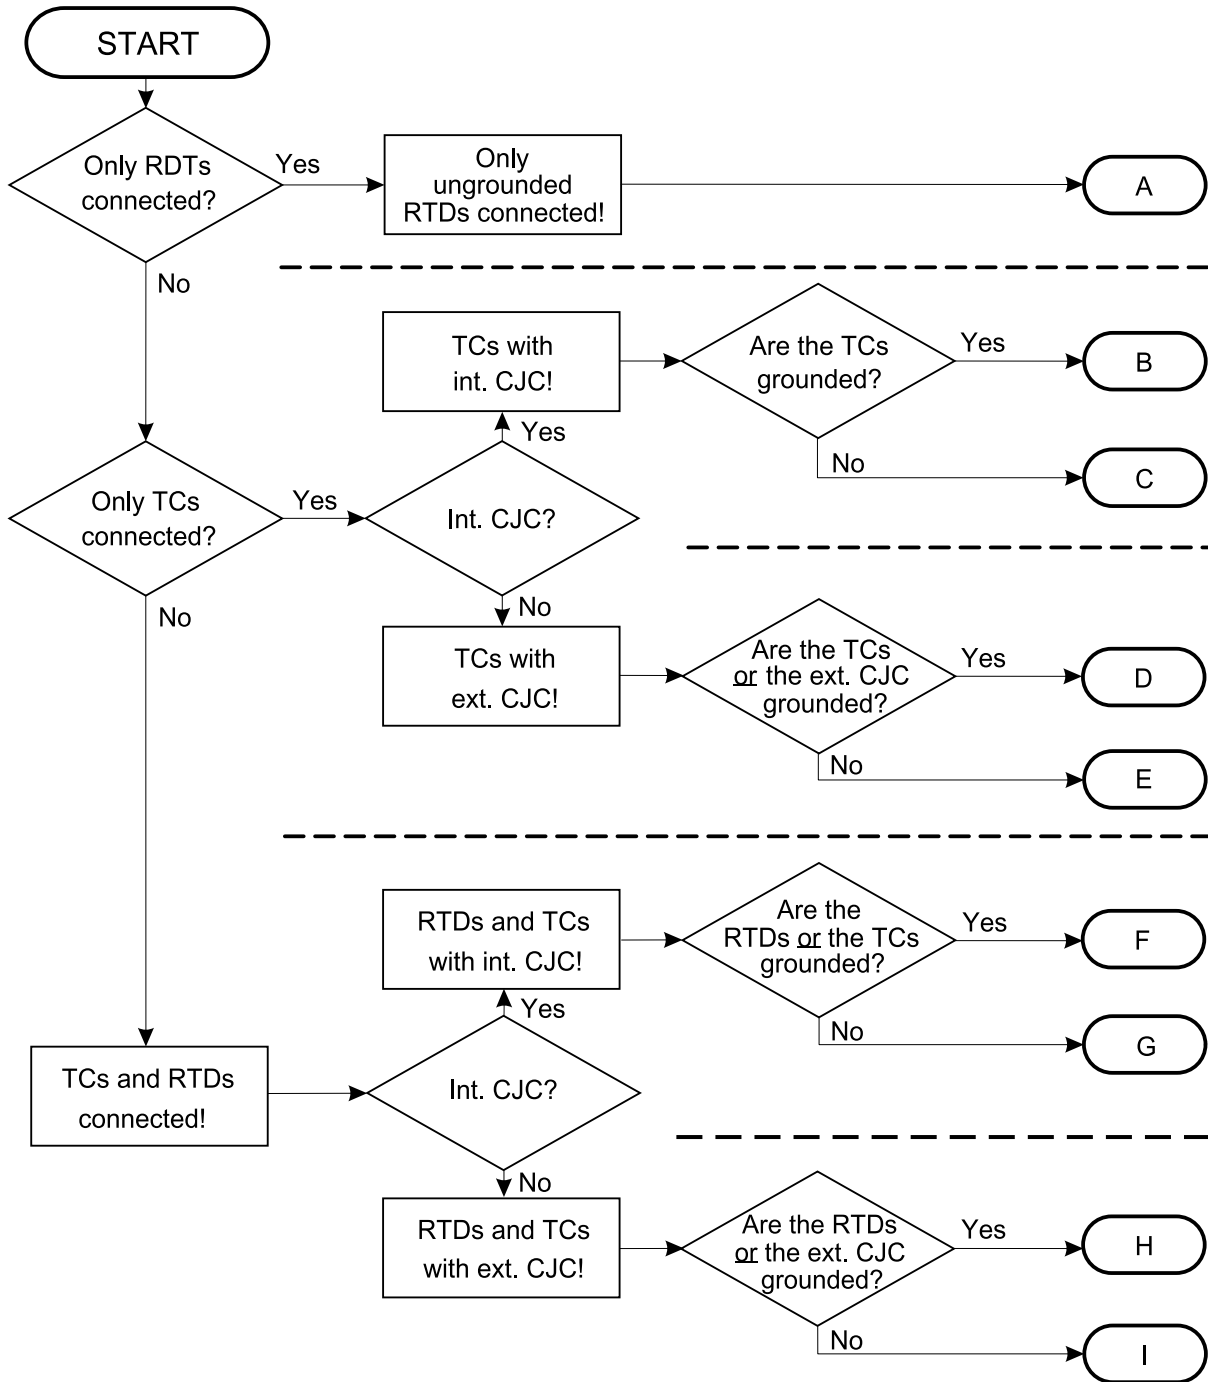 START
Only RDTs
connected?
Yes
Only
ungrounded
RTDs connected!
A
No
TCs with
int. CJC!
Are the TCs
grounded?
Yes
B
Yes
No
C
Only TCs
connected?
Yes
Int. CJC?
No
No
TCs with
ext. CJC!
Are the TCs
or the ext. CJC
grounded?
Yes
D
No
E
RTDs and TCs
with int. CJC!
Are the
RTDs or the TCs
grounded?
Yes
F
Yes
No
G
TCs and RTDs
connected!
Int. CJC?
No
RTDs and TCs
with ext. CJC!
Are the RTDs
or the ext. CJC
grounded?
Yes
H
No
I